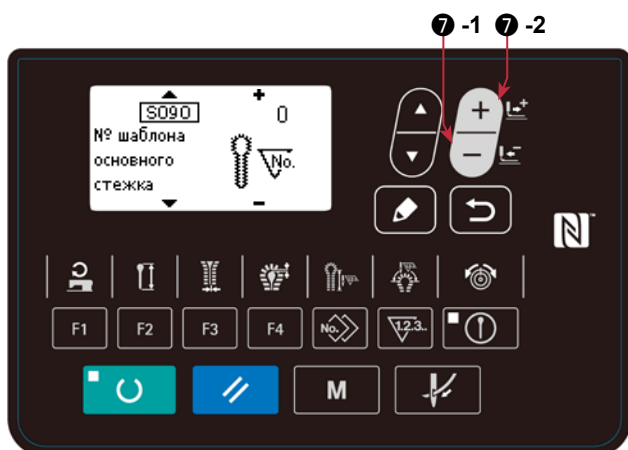 ❼ -1 ❼ -2
S090
+
0
№ шаблона
основного
стежка
No.
−
+
+
−
−
N™
F1
F2
F3
F4
No.
1.2.3..
M